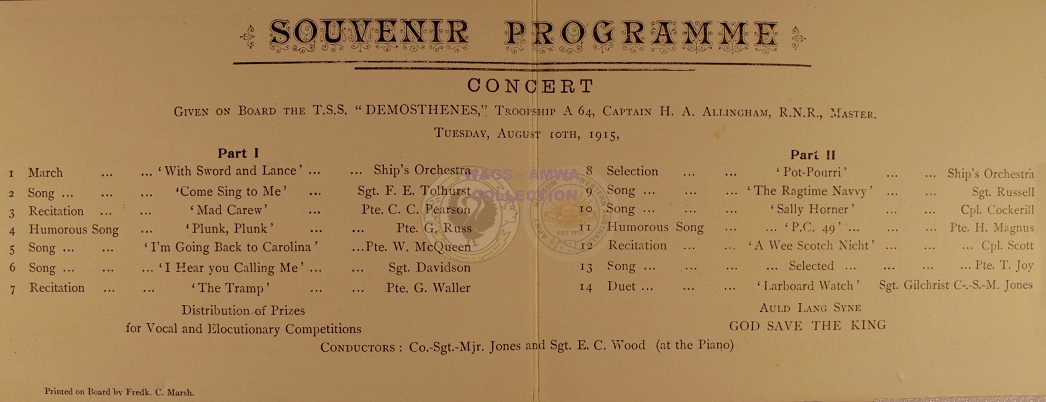 SOUVENIR PROGRAMME
CONCERT
GIVEN ON BOARD THE T.S.S. "DEMOSTHENES," TROOPSHIP A 64, CAPTAIN H. A. ALLINGHAM, R.N.R., MASTER.
TUESDAY, AUGUST 10TH, 1915,
Part I
1 March ... ... 'With Sword and Lance' ... ... Ship's Orchestra
2 Song ... ... 'Come Sing to Me' ... Sgt. F. E. Tolhurst
3 Recitation ... ... 'Mad Carew' ... Pte. C. C. Pearson
4 Humorous Song ... 'Plunk, Plunk' ... Pte. G. Russ
5 Song ... ... 'I'm Going Back to Carolina' ...Pte. W. McQueen
6 Song ... ... 'I Hear you Calling Me' ... ... Sgt. Davidson
7 Recitation ... ... 'The Tramp' ... ... Pte. G. Waller
Distribution of Prizes
for Vocal and Elocutionary Competitions
Part II
8 Selection ... ... 'Pot-Pourri' ... ... Ship's Orchestra
9 Song ... ... ... 'The Ragtime Navvy' ... Sgt. Russell
10 Song ... ... ... 'Sally Horner' ... ... Cpl. Cockerill
11 Humorous Song ... ... 'P.C. 49' ... ... ... Pte. H. Magnus
12 Recitation ... ... 'A Wee Scotch Nicht' ... ... Cpl. Scott
13 Song ... ... ... ... Selected ... ... ... Pte. T. Joy
14 Duet ... ... ... 'Larboard Watch' Sgt. Gilchrist C.-S.-M. Jones
AULD LANG SYNE
GOD SAVE THE KING
CONDUCTORS : Co.-Sgt.-Mjr. Jones and Sgt. E. C. Wood (at the Piano)
Printed on Board by Fredk. C. Marsh.
WAGS - AMWA
COLLECTION